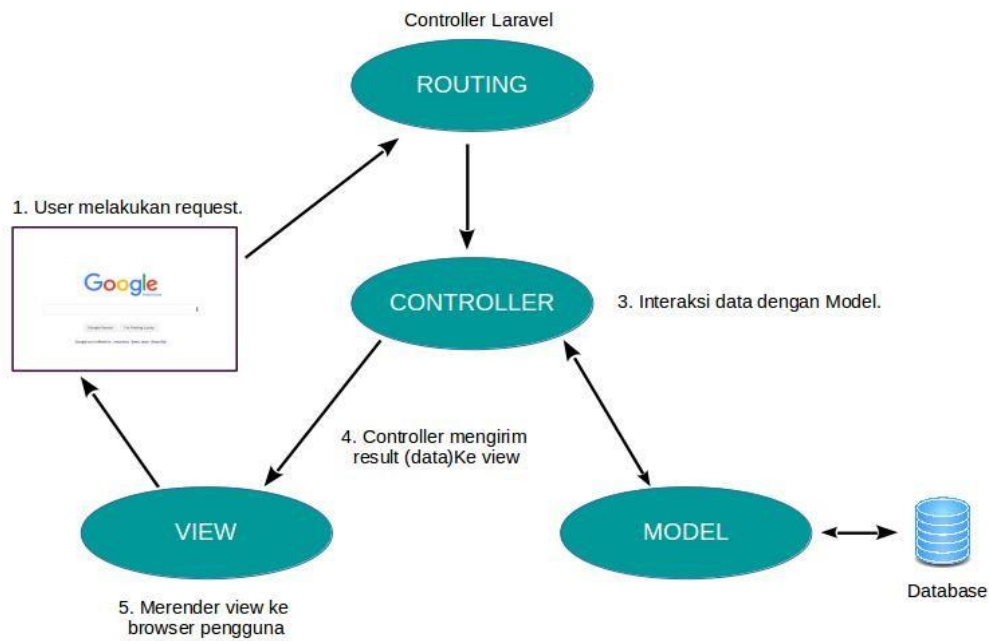 Controller Laravel
ROUTING
1. User melakukan request.
Google
CONTROLLER
3. Interaksi data dengan Model.
4. Controller mengirim
result (data)Ke view
VIEW
MODEL
Database
5. Merender view ke
browser pengguna